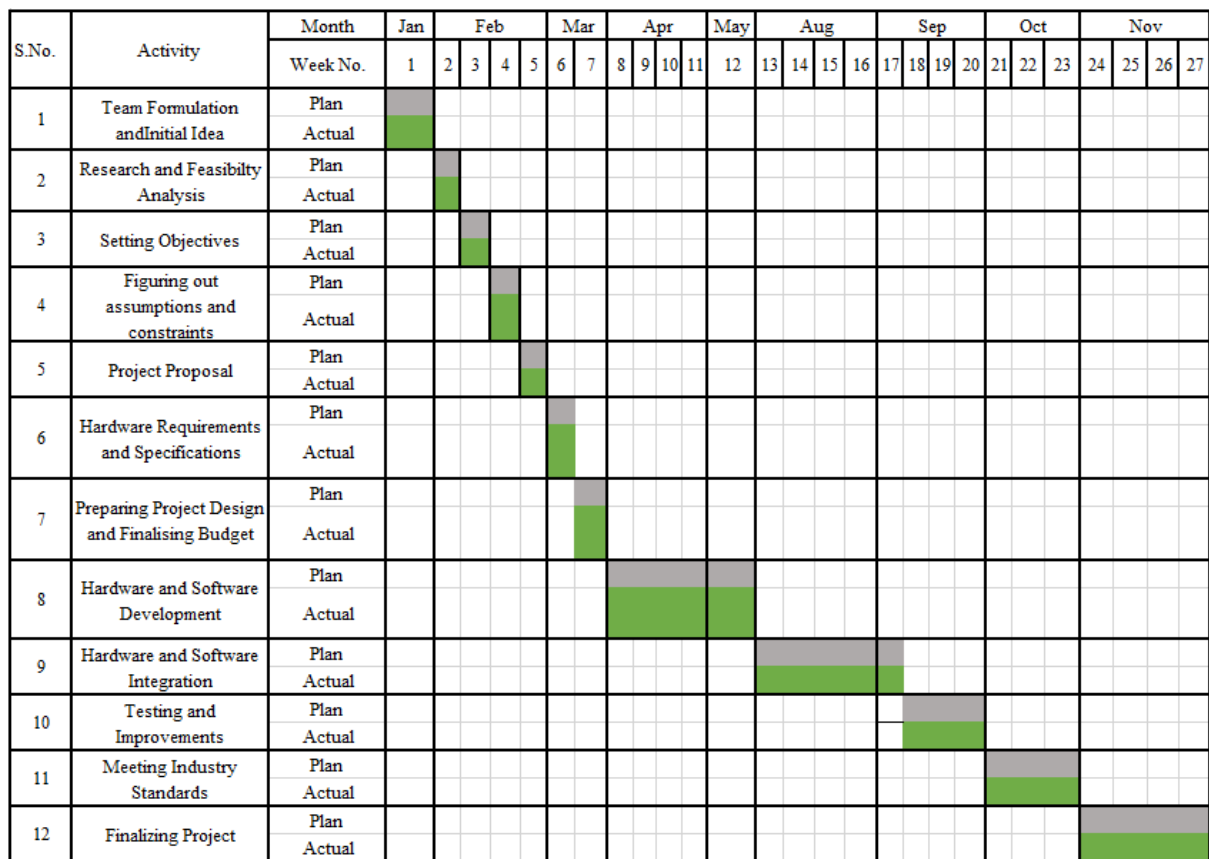 S.No. Activity Month Jan Feb Mar Apr May Aug Sep Oct Nov
Week No. 1 2 3 4 5 6 7 8 9 10 11 12 13 14 15 16 17 18 19 20 21 22 23 24 25 26 27
1 Team Formulation Plan
andInitial Idea Actual
2 Research and Feasibilty Plan
Analysis Actual
3 Setting Objectives Plan
Actual
4 Figuring out Plan
assumptions and
constraints Actual
5 Project Proposal Plan
Actual
6 Hardware Requirements Plan
and Specifications Actual
7 Preparing Project Design Plan
and Finalising Budget Actual
8 Hardware and Software Plan
Development Actual
9 Hardware and Software Plan
Integration Actual
10 Testing and Plan
Improvements Actual
11 Meeting Industry Plan
Standards Actual
12 Finalizing Project Plan
Actual